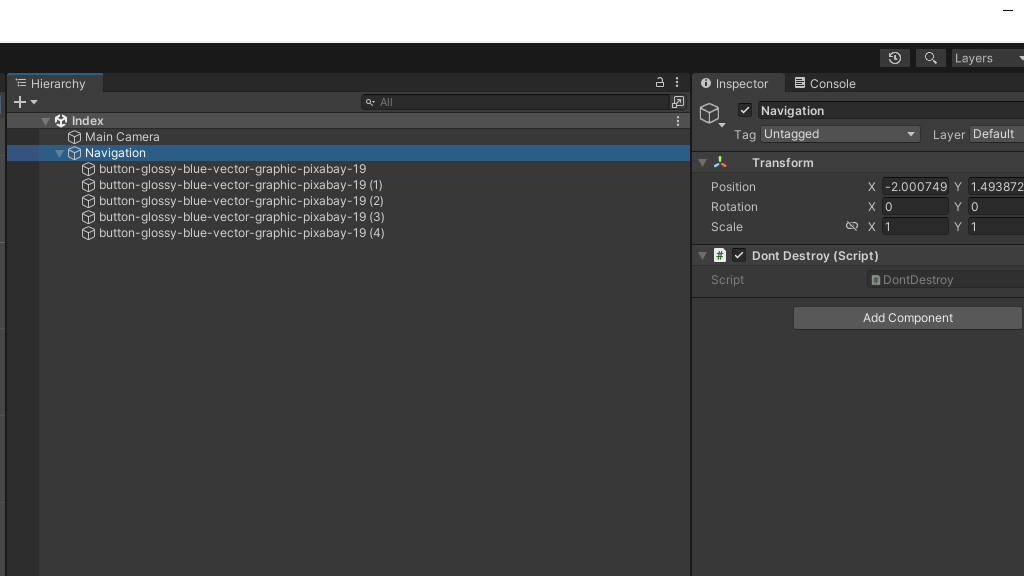 Layers
Hierarchy
Inspector
Console
All
Index
Main Camera
Navigation
button-glossy-blue-vector-graphic-pixabay-19
button-glossy-blue-vector-graphic-pixabay-19 (1)
button-glossy-blue-vector-graphic-pixabay-19 (2)
button-glossy-blue-vector-graphic-pixabay-19 (3)
button-glossy-blue-vector-graphic-pixabay-19 (4)
Navigation
Tag Untagged Layer Default
Transform
Position X -2.000749 Y 1.493872
Rotation X 0 Y 0
Scale X 1 Y 1
# Dont Destroy (Script)
Script DontDestroy
Add Component